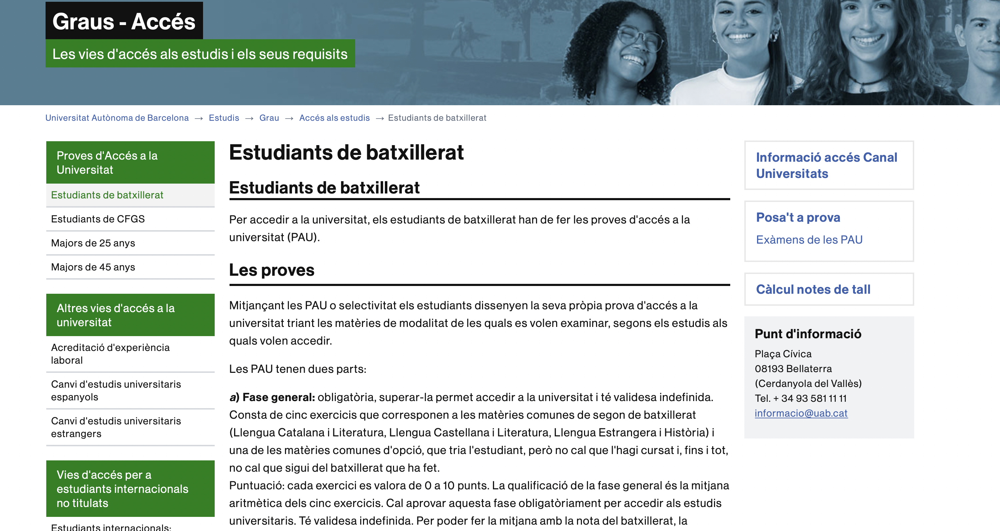 Graus - Accés
Les vies d'accés als estudis i els seus requisits
Universitat Autònoma de Barcelona → Estudis → Grau → Accés als estudis → Estudiants de batxillerat
Proves d'Accés a la
Universitat
Estudiants de batxillerat
Estudiants de CFGS
Majors de 25 anys
Majors de 45 anys
Altres vies d'accés a la
universitat
Acreditació d'experiència
laboral
Canvi d'estudis universitaris
espanyols
Canvi d'estudis universitaris
estrangers
Vies d'accés per a
estudiants internacionals
no titulats
Estudiants internacionals:
Estudiants de batxillerat
Estudiants de batxillerat
Per accedir a la universitat, els estudiants de batxillerat han de fer les proves d'accés a la
universitat (PAU).
Les proves
Mitjançant les PAU o selectivitat els estudiants dissenyen la seva pròpia prova d'accés a la
universitat triant les matèries de modalitat de les quals es volen examinar, segons els estudis als
quals volen accedir.
Les PAU tenen dues parts:
a) Fase general: obligatòria, superar-la permet accedir a la universitat i té validesa indefinida.
Consta de cinc exercicis que corresponen a les matèries comunes de segon de batxillerat
(Llengua Catalana i Literatura, Llengua Castellana i Literatura, Llengua Estrangera i Història) i
una de les matèries comunes d'opció, que tria l'estudiant, però no cal que l'hagi cursat i, fins i tot,
no cal que sigui del batxillerat que ha fet.
Puntuació: cada exercici es valora de 0 a 10 punts. La qualificació de la fase general és la mitjana
aritmètica dels cinc exercicis. Cal aprovar aquesta fase obligatòriament per accedir als estudis
universitaris. Té validesa indefinida. Per poder fer la mitjana amb la nota del batxillerat, la
Informació accés Canal
Universitats
Posa't a prova
Exàmens de les PAU
Càlcul notes de tall
Punt d'informació
Plaça Cívica
08193 Bellaterra
(Cerdanyola del Vallès)
Tel. + 34 93 581 11 11
informacio@uab.cat